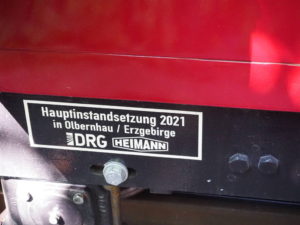 Hauptinstandsetzung 2021
in Olbernhau / Erzgebirge
DRG HEIMANN